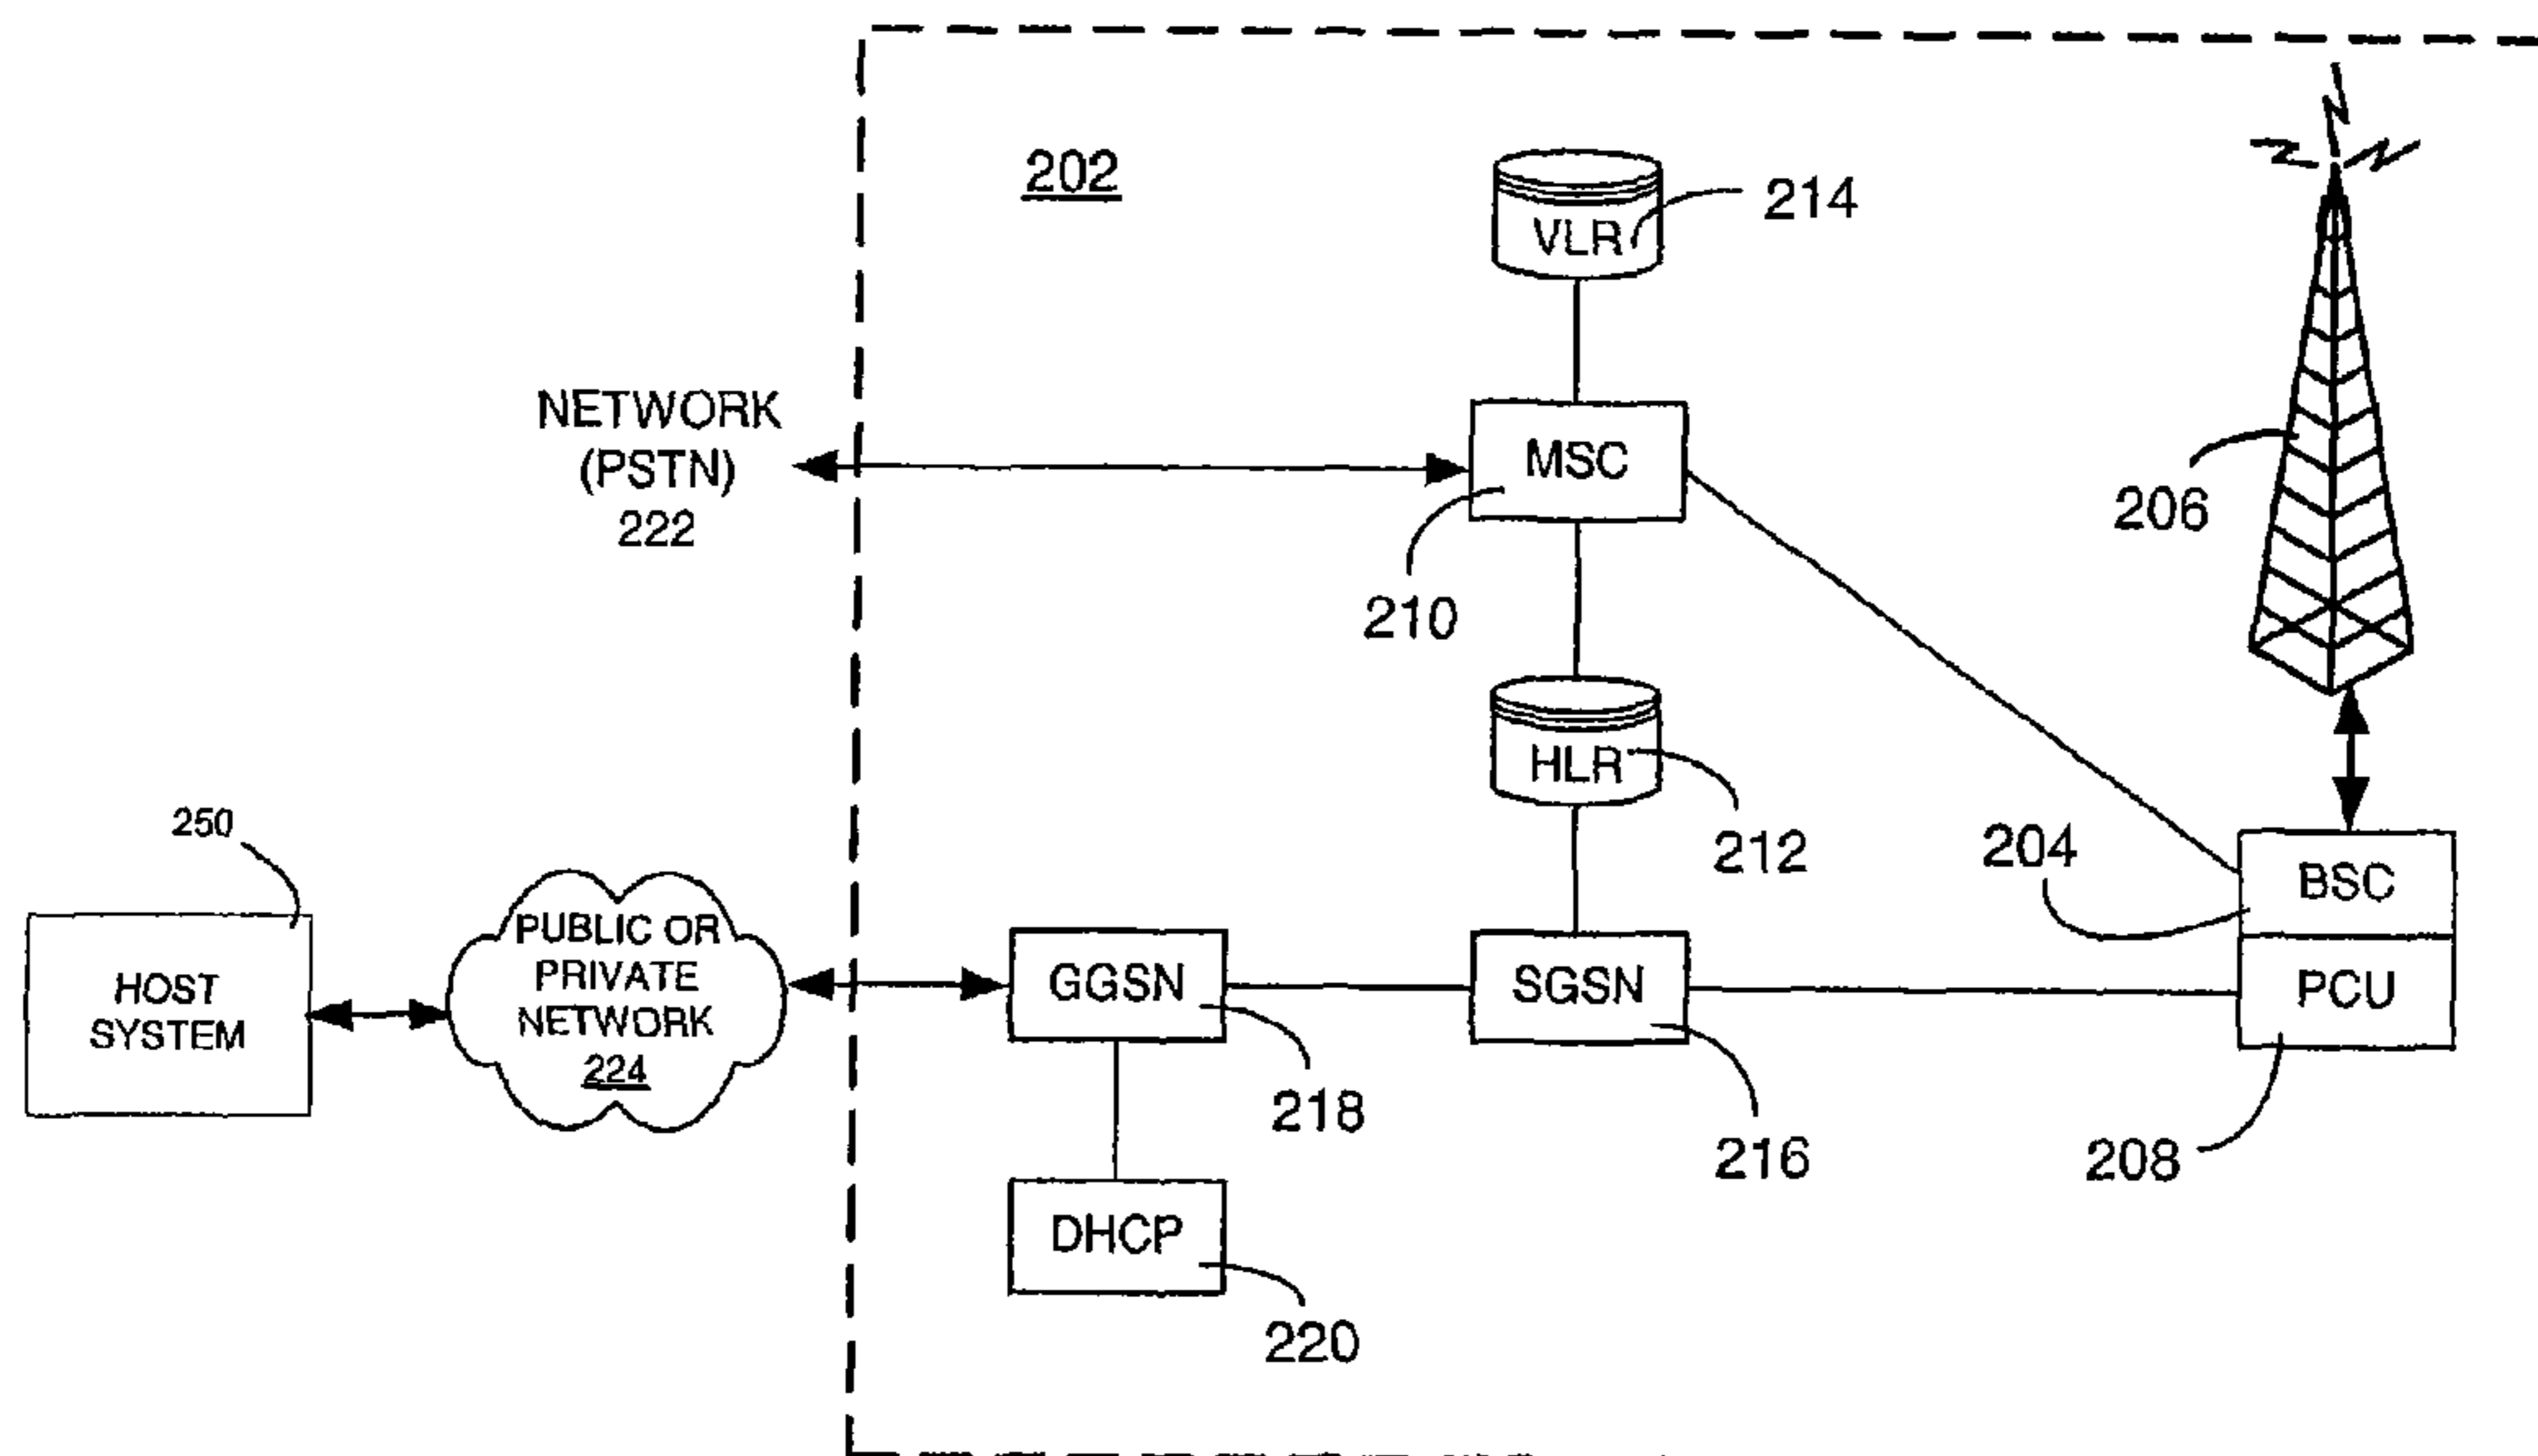 202
VLR
214
NETWORK
(PSTN)
222
MSC
210
206
HLR
212
250
HOST
SYSTEM
PUBLIC OR
PRIVATE
NETWORK
224
GGSN
218
SGSN
216
204
BSC
PCU
208
DHCP
220